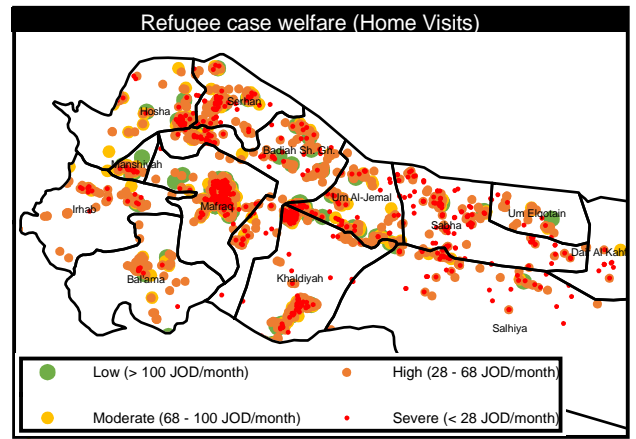 Refugee case welfare (Home Visits)
Serhan
Hosha
Badiah Sh. Gh.
Manshiyah
Um Al-Jemal
Irhab
Mafraq
Um Elqotain
Sabha
Dair Al Kahf
Bal'ama
Khaldiyah
Salhiya
Low (> 100 JOD/month)
High (28 - 68 JOD/month)
Moderate (68 - 100 JOD/month)
Severe (< 28 JOD/month)